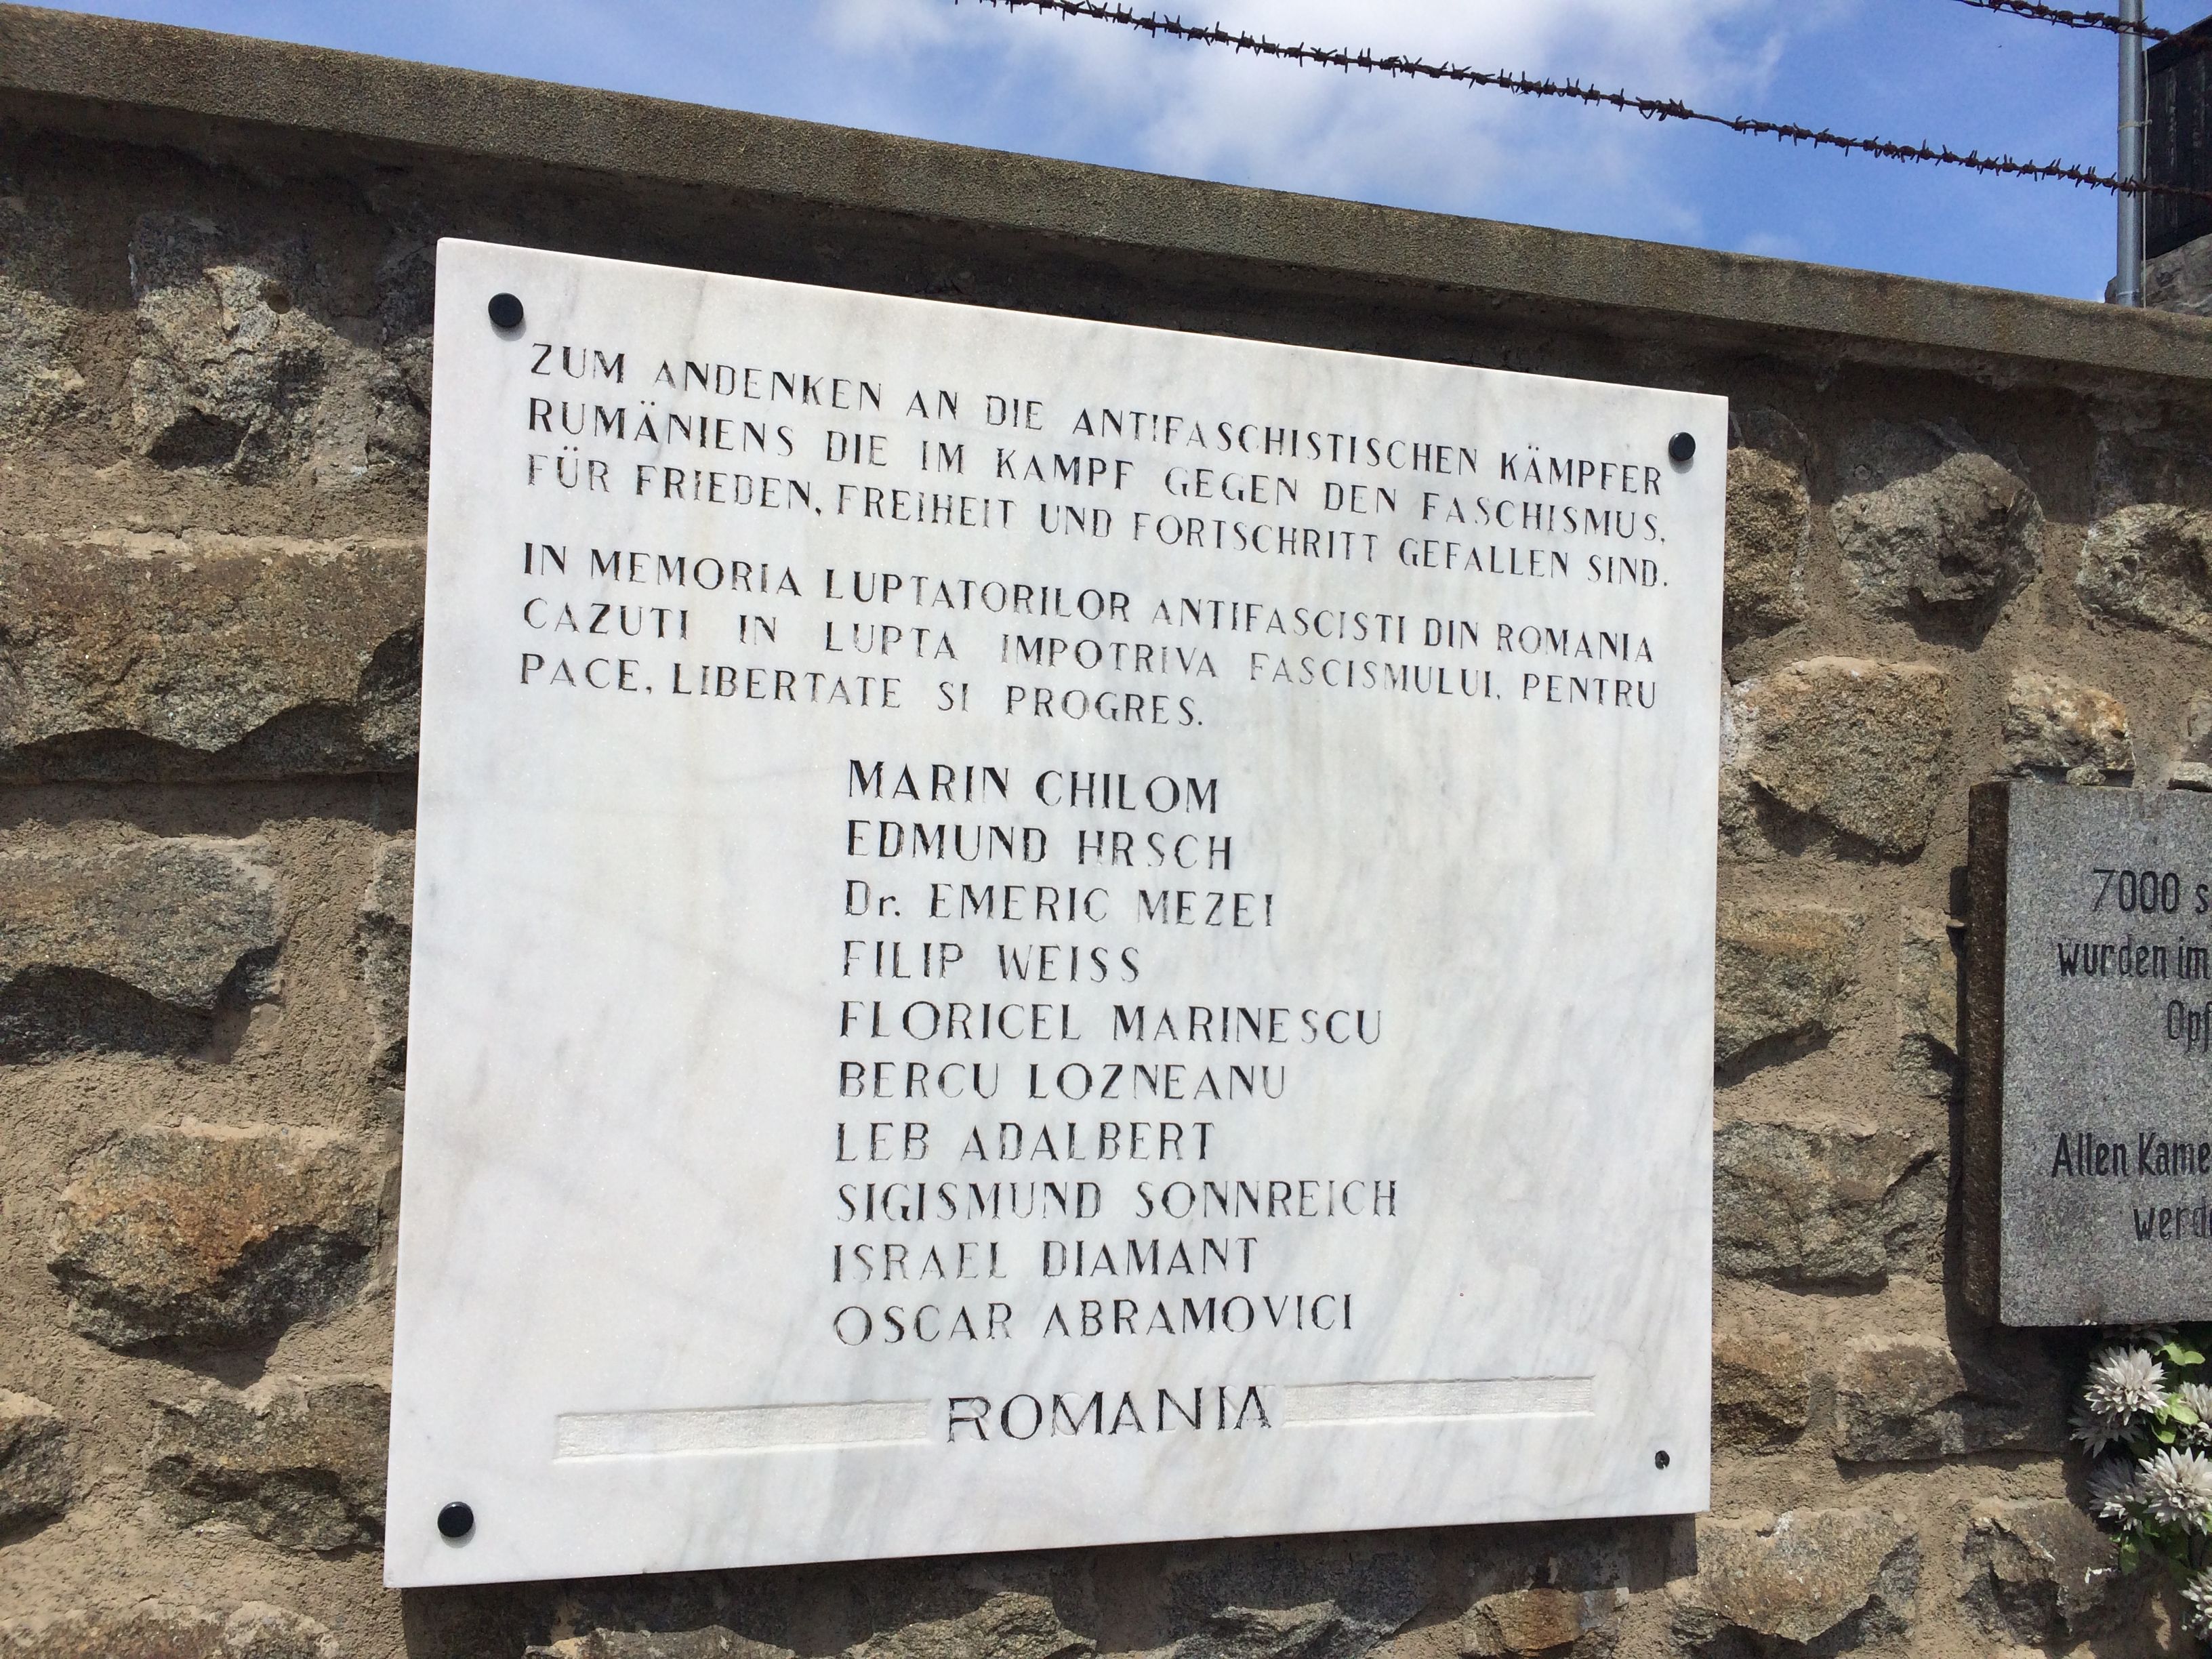 ZUM ANDENKEN AN DIE ANTIFASCHISTISCHEN KÄMPFER
RUMÄNIENS DIE IM KAMPF GEGEN DEN FASCHISMUS,
FÜR FRIEDEN, FREIHEIT UND FORTSCHRITT GEFALLEN SIND.
IN MEMORIA LUPTATORILOR ANTIFASCISTI DIN ROMANIA
CAZUTI IN LUPTA IMPOTRIVA FASCISMULUI, PENTRU
PACE, LIBERTATE SI PROGRES.
MARIN CHILOM
EDMUND HRSCH
Dr. EMERIC MEZEI
FILIP WEISS
FLORICEL MARINESCU
BERCU LOZNEANU
LEB ADALBERT
SIGISMUND SONNREICH
ISRAEL DIAMANT
OSCAR ABRAMOVICI
ROMANIA
7000
wurden im
Allen